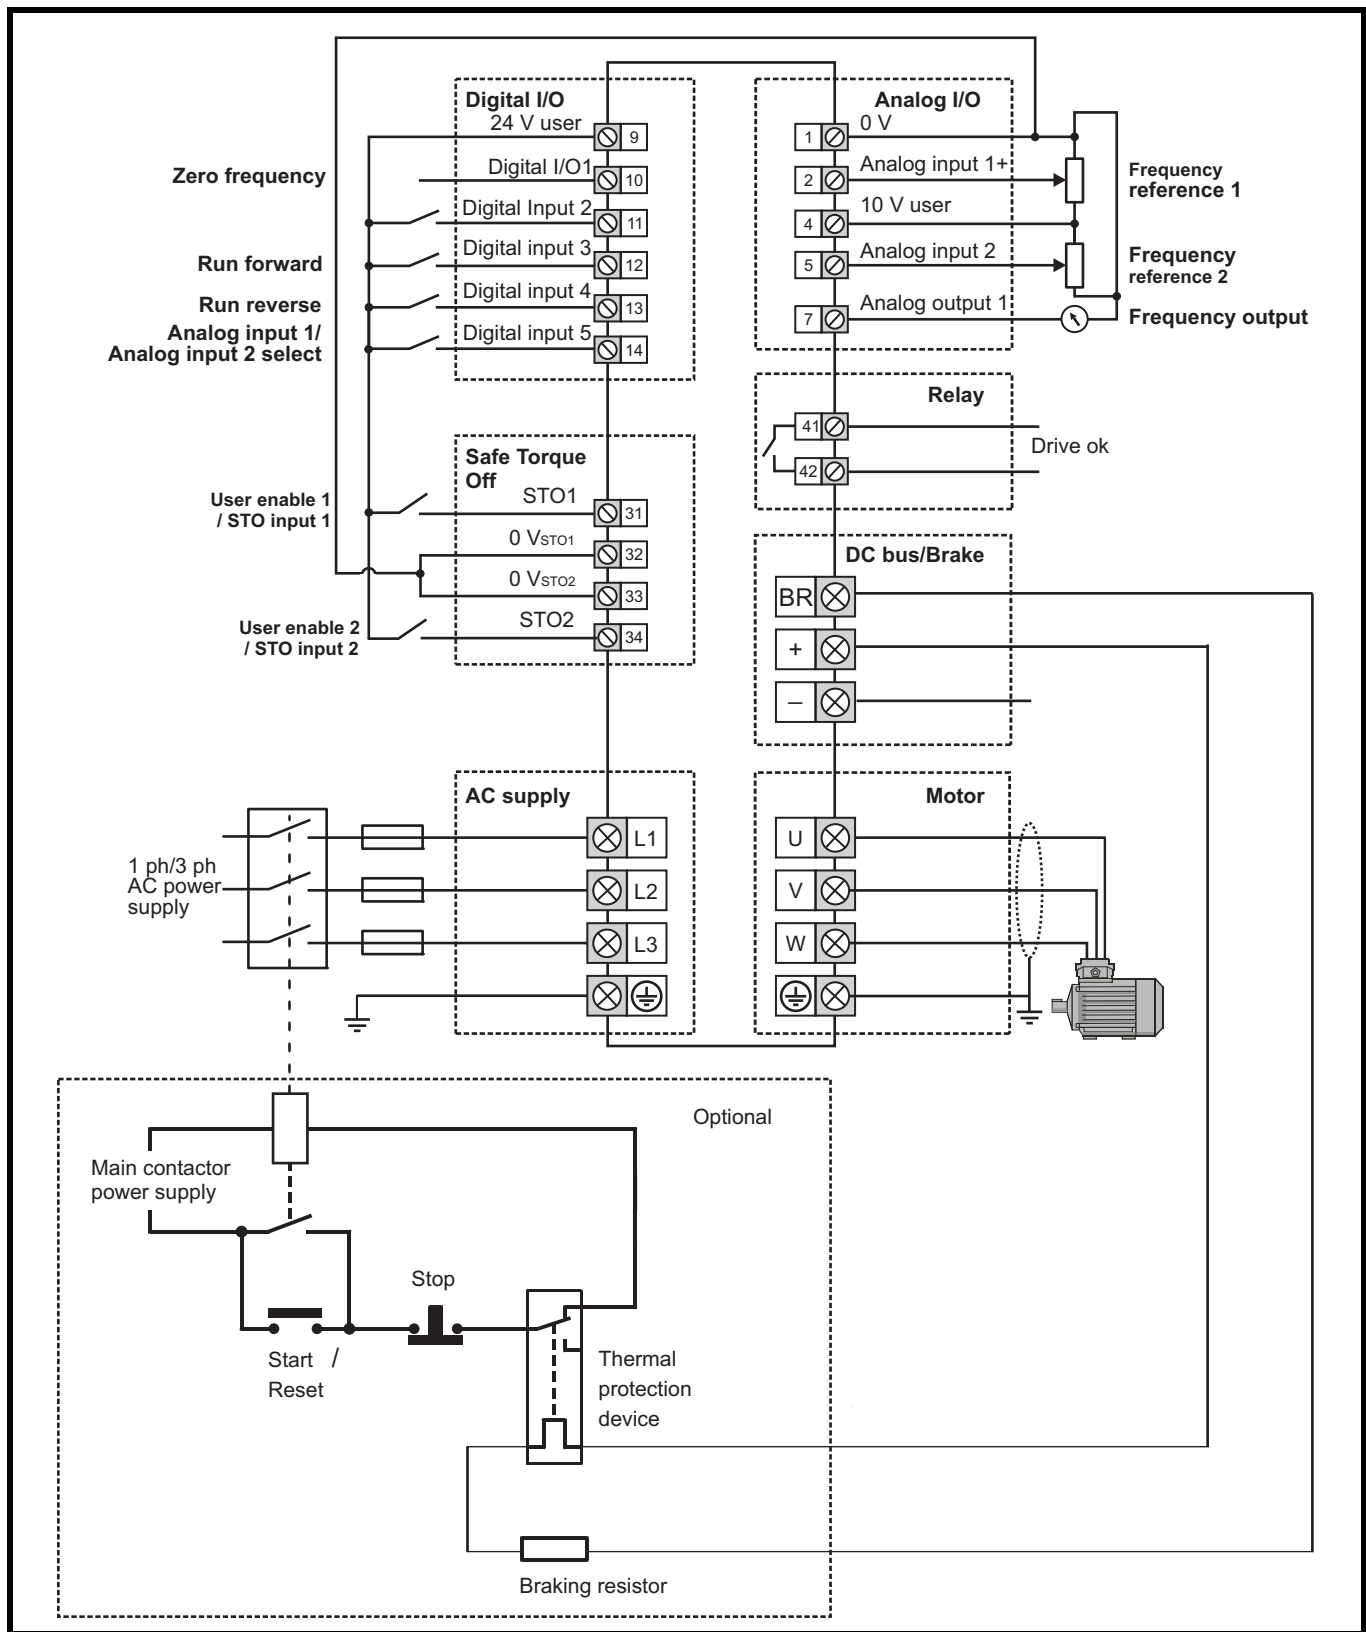 Digital I/O
24 V user
9
Zero frequency
Digital I/O1
10
Digital Input 2
11
Run forward
Digital input 3
12
Run reverse
Digital input 4
13
Analog input 1/
Analog input 2 select
Digital input 5
14
Analog I/O
1
0 V
2
Analog input 1+
Frequency
reference 1
4
10 V user
5
Analog input 2
Frequency
reference 2
7
Analog output 1
Frequency output
Relay
41
42
Drive ok
Safe Torque
Off
User enable 1
/ STO input 1
STO1
31
0 VSTO1
32
0 VSTO2
33
User enable 2
/ STO input 2
STO2
34
DC bus/Brake
BR
+
–
AC supply
1 ph/3 ph
AC power
supply
L1
L2
L3
Motor
U
V
W
Optional
Main contactor
power supply
Stop
Start /
Reset
Thermal
protection
device
Braking resistor